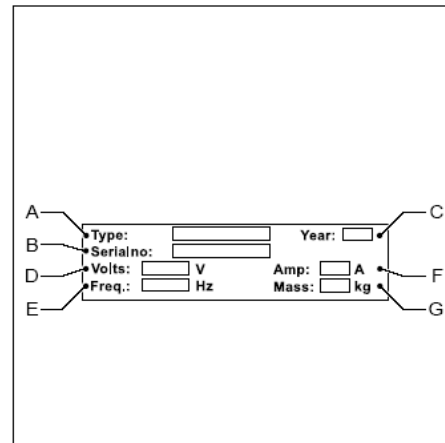 A Type: Year: C
B Serialno:
D Volts: V Amp: A F
E Freq.: Hz Mass: kg G